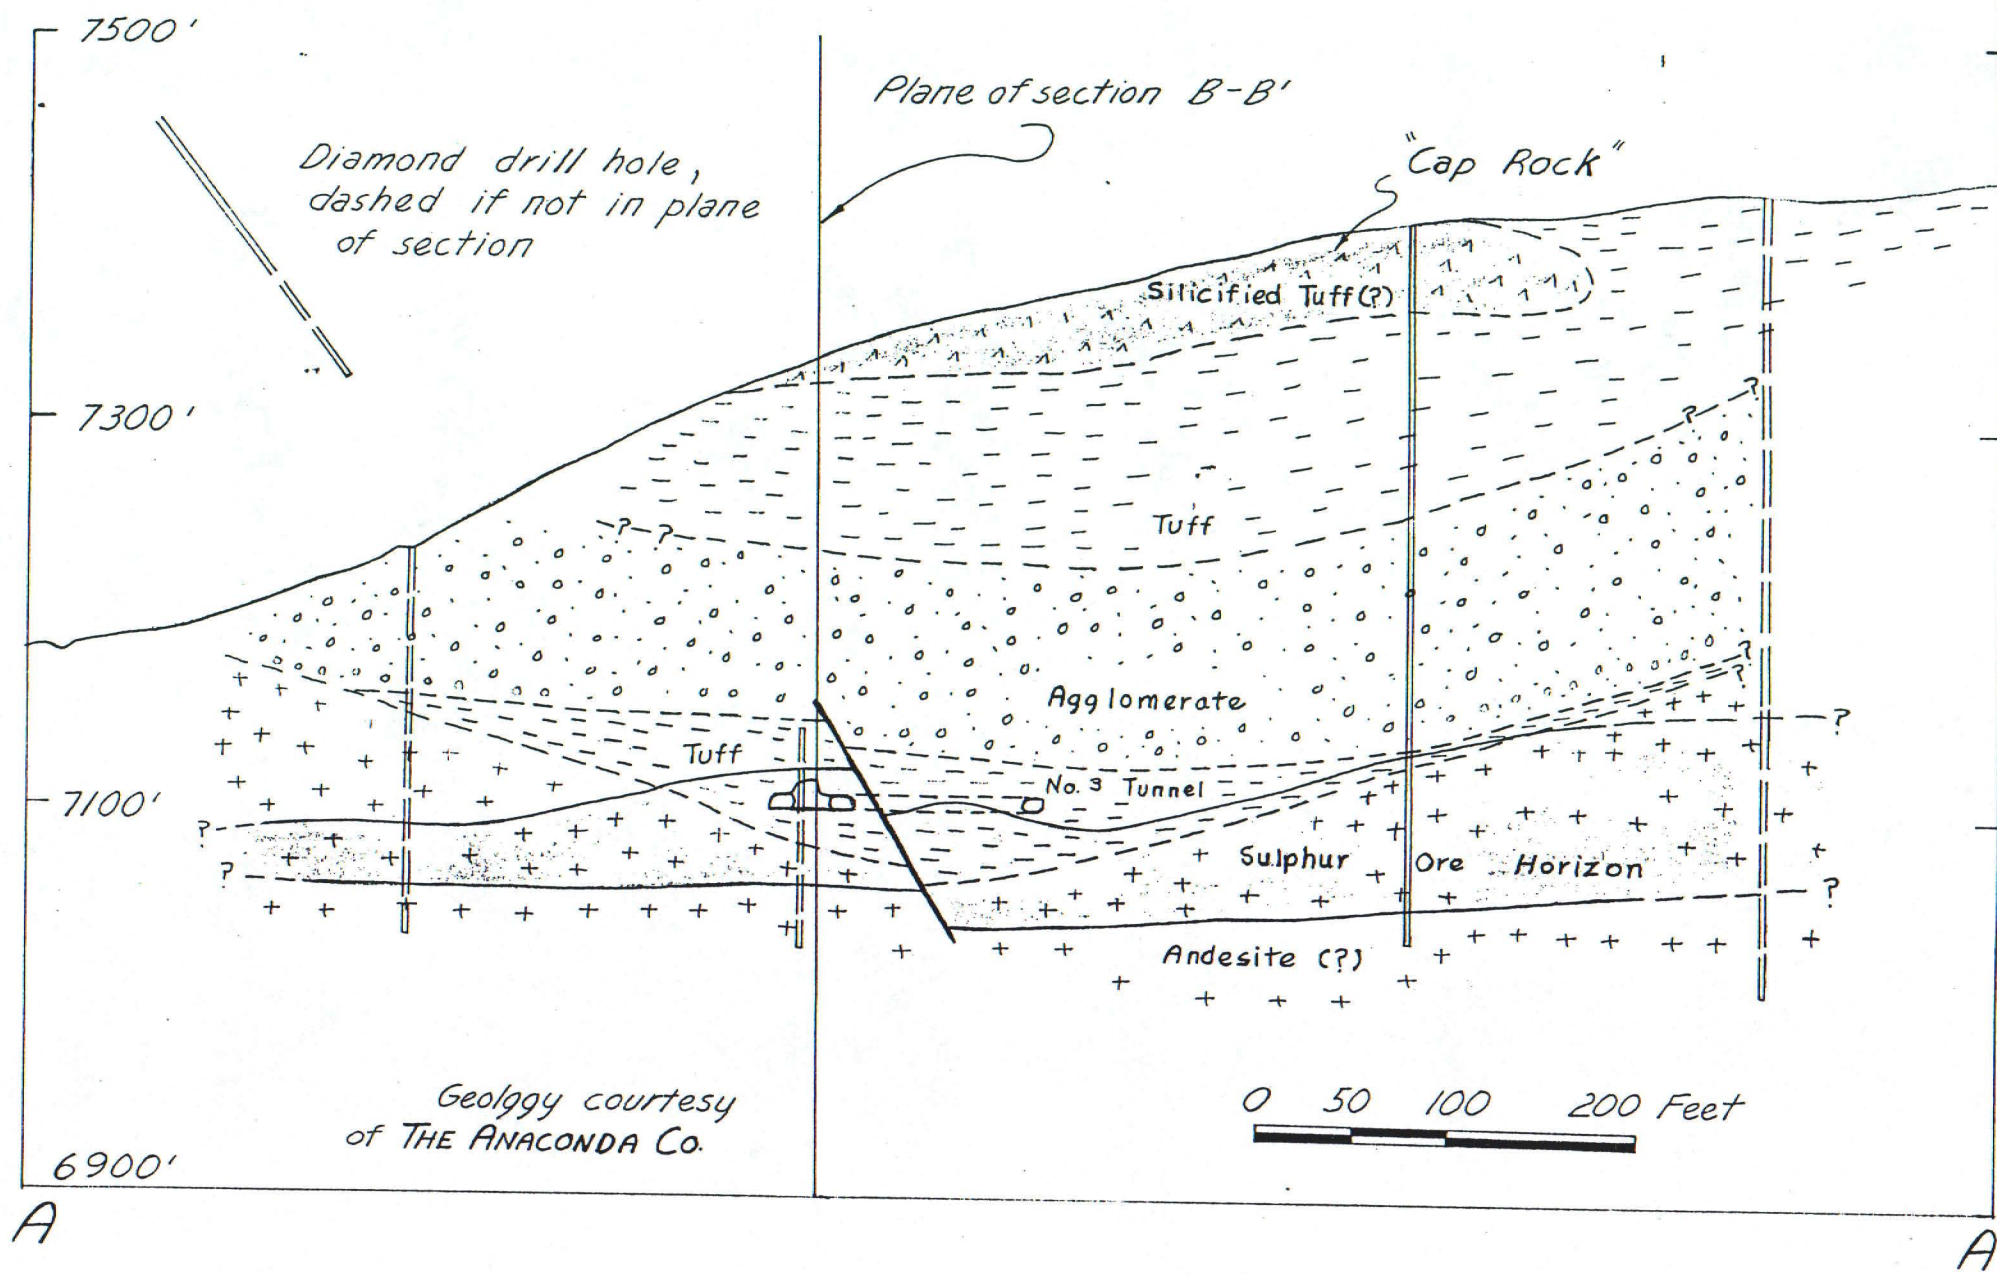 7500'
Plane of section B-B'
Diamond drill hole,
dashed if not in plane
of section
"Cap Rock"
Silicified Tuff(?)
7300'
?
?
? ?
Tuff
Agglomerate
?
?
Tuff
?
No. 3 Tunnel
7100'
?
Sulphur Ore Horizon
?
?
Andesite (?)
Geolggy courtesy
of THE ANACONDA CO.
0 50 100 200 Feet
6900'
A
A